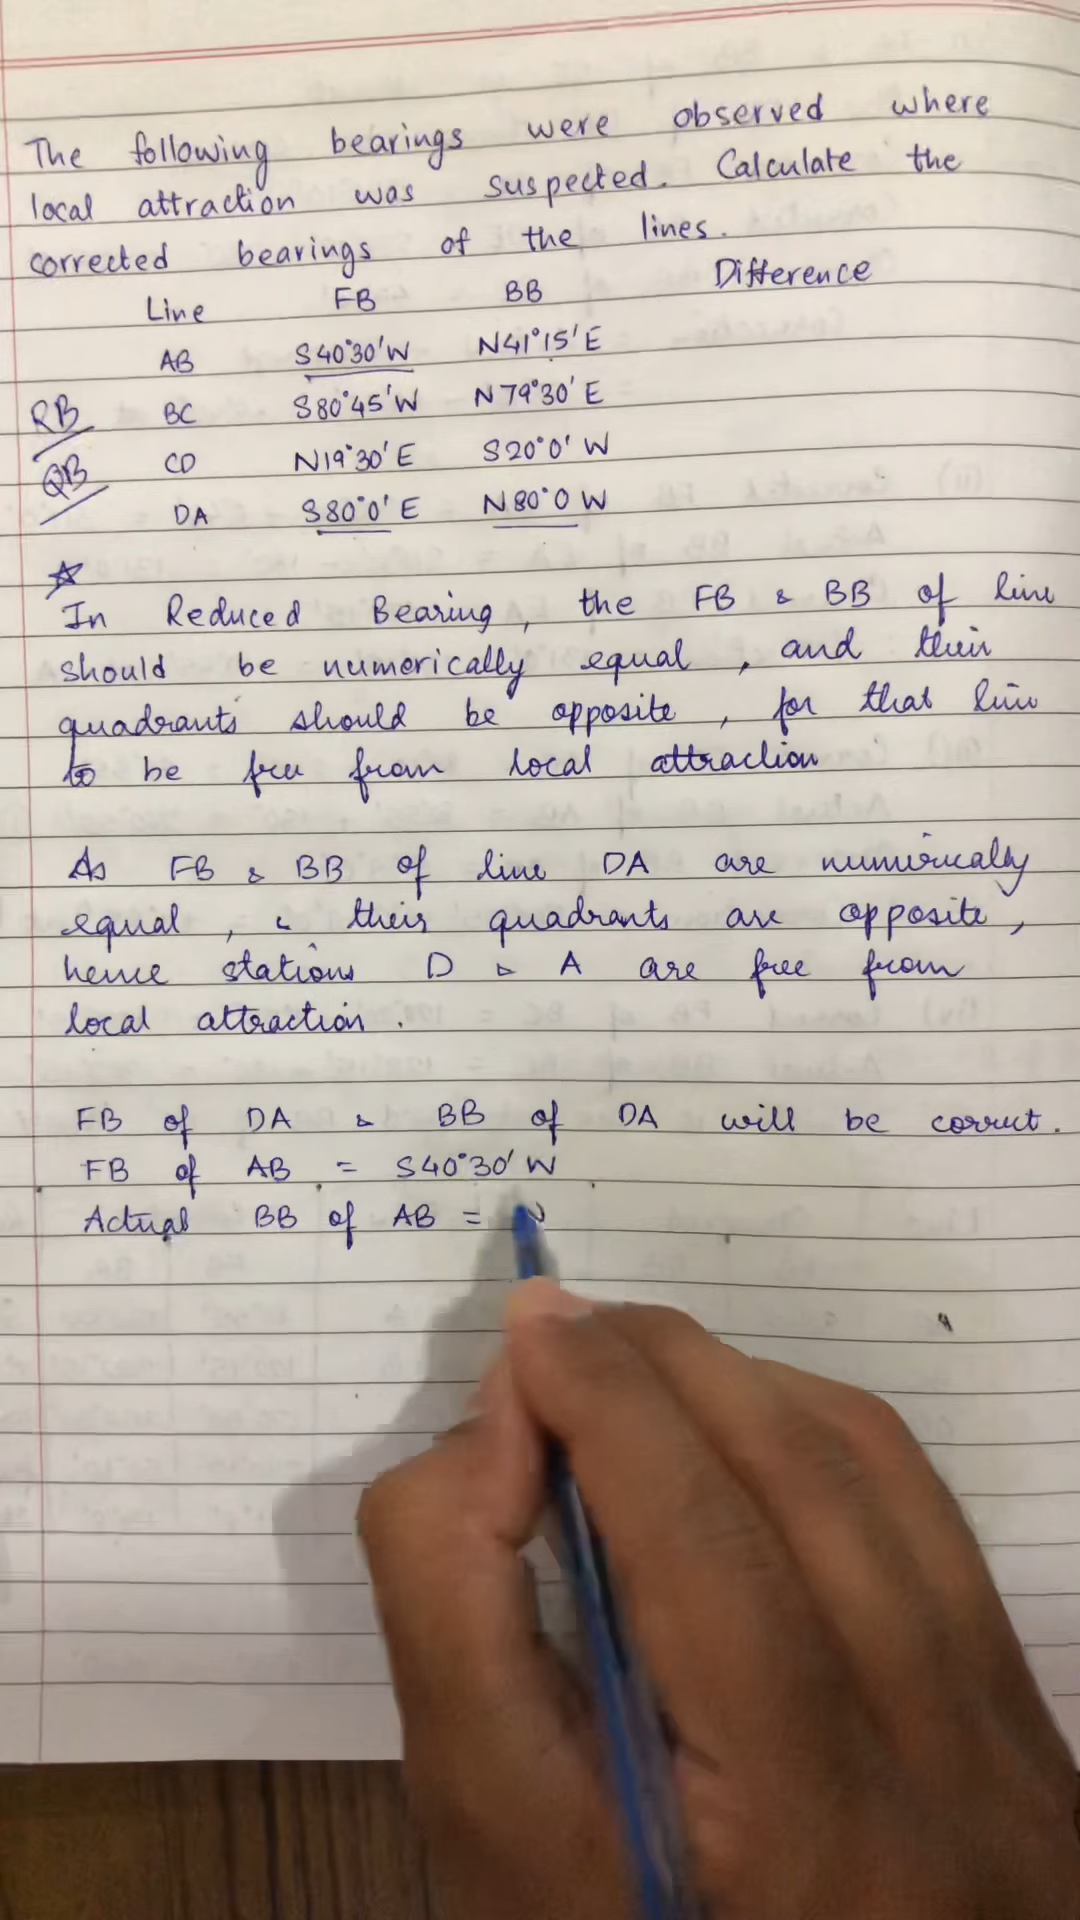 The following bearings were observed where
local attraction was suspected. Calculate the
corrected bearings of the lines.
Line FB BB Difference
AB S40°30'W N41°15'E
RB BC S80°45'W N79°30'E
QB CD N19°30'E S20°0'W
DA S80°0'E N80°0W
☆
In Reduced Bearing, the FB & BB of line
should be numerically equal, and their
quadrants should be opposite, for that line
to be free from local attraction
As FB & BB of line DA are numerically
equal, & their quadrants are opposite,
hence stations D & A are free from
local attraction.
FB of DA & BB of DA will be correct.
FB of AB = S40°30'W
Actual BB of AB = N